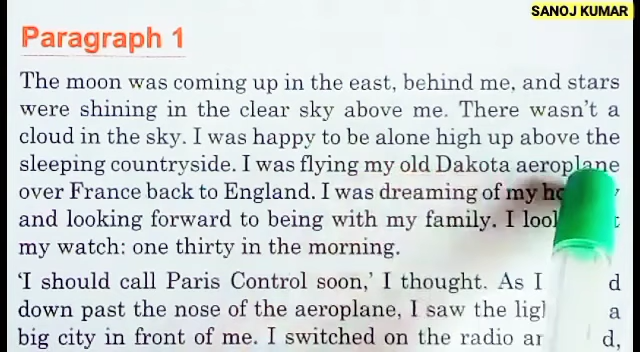 SANOJ KUMAR
Paragraph 1
The moon was coming up in the east, behind me, and stars
were shining in the clear sky above me. There wasn't a
cloud in the sky. I was happy to be alone high up above the
sleeping countryside. I was flying my old Dakota aeroplane
over France back to England. I was dreaming of my
and looking forward to being with my family. I
my watch: one thirty in the morning.
'I should call Paris Control soon,' I thought. As I
down past the nose of the aeroplane, I saw the a
big city in front of me. I switched on the radio